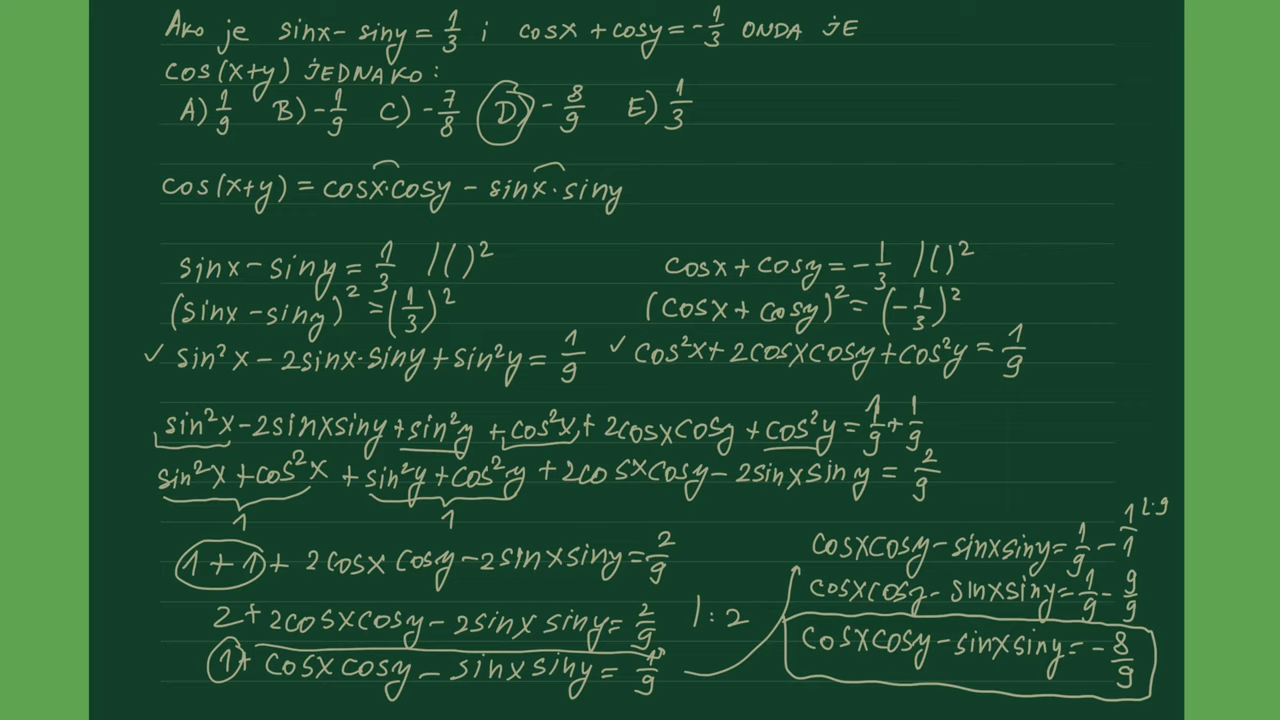 Ako je sinx - siny = 1/3 i cosx + cosy = -1/3 ONDA JE
cos(x+y) JEDNAKO:
A) 1/9 B) -1/9 C) -7/8 D) -8/9 E) 1/3
cos(x+y) = cosx·cosy - sinx·siny
sinx - siny = 1/3 /( )²
(sinx - siny)² = (1/3)²
✓ sin²x - 2sinx·siny + sin²y = 1/9
cosx + cosy = -1/3 /( )²
(cosx + cosy)² = (-1/3)²
✓ cos²x + 2cosxcosy + cos²y = 1/9
sin²x - 2sinxsiny + sin²y + cos²x + 2cosxcosy + cos²y = 1/9 + 1/9
sin²x + cos²x + sin²y + cos²y + 2cosxcosy - 2sinxsiny = 2/9
1 1
1 + 1 + 2cosxcosy - 2sinxsiny = 2/9
2 + 2cosxcosy - 2sinxsiny = 2/9 /:2
1 + cosxcosy - sinxsiny = 1/9
cosxcosy - sinxsiny = 1/9 - 1/1 |·9
cosxcosy - sinxsiny = 1/9 - 9/9
cosxcosy - sinxsiny = -8/9